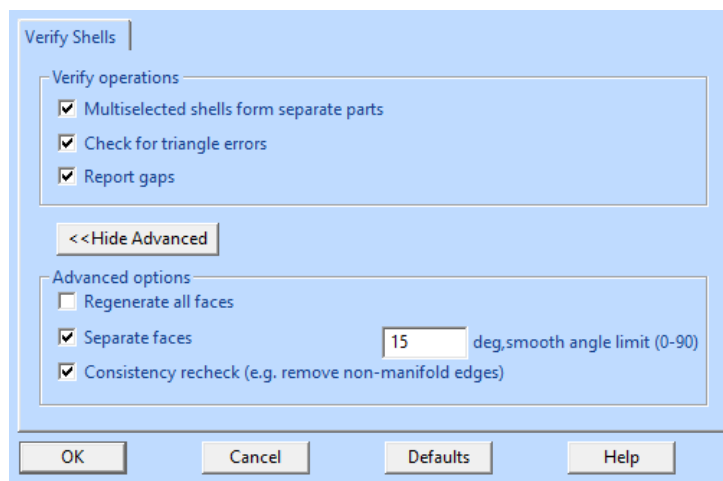 Verify Shells
Verify operations
Multiselected shells form separate parts
Check for triangle errors
Report gaps
<<Hide Advanced
Advanced options
Regenerate all faces
Separate faces 15 deg,smooth angle limit (0-90)
Consistency recheck (e.g. remove non-manifold edges)
OK Cancel Defaults Help